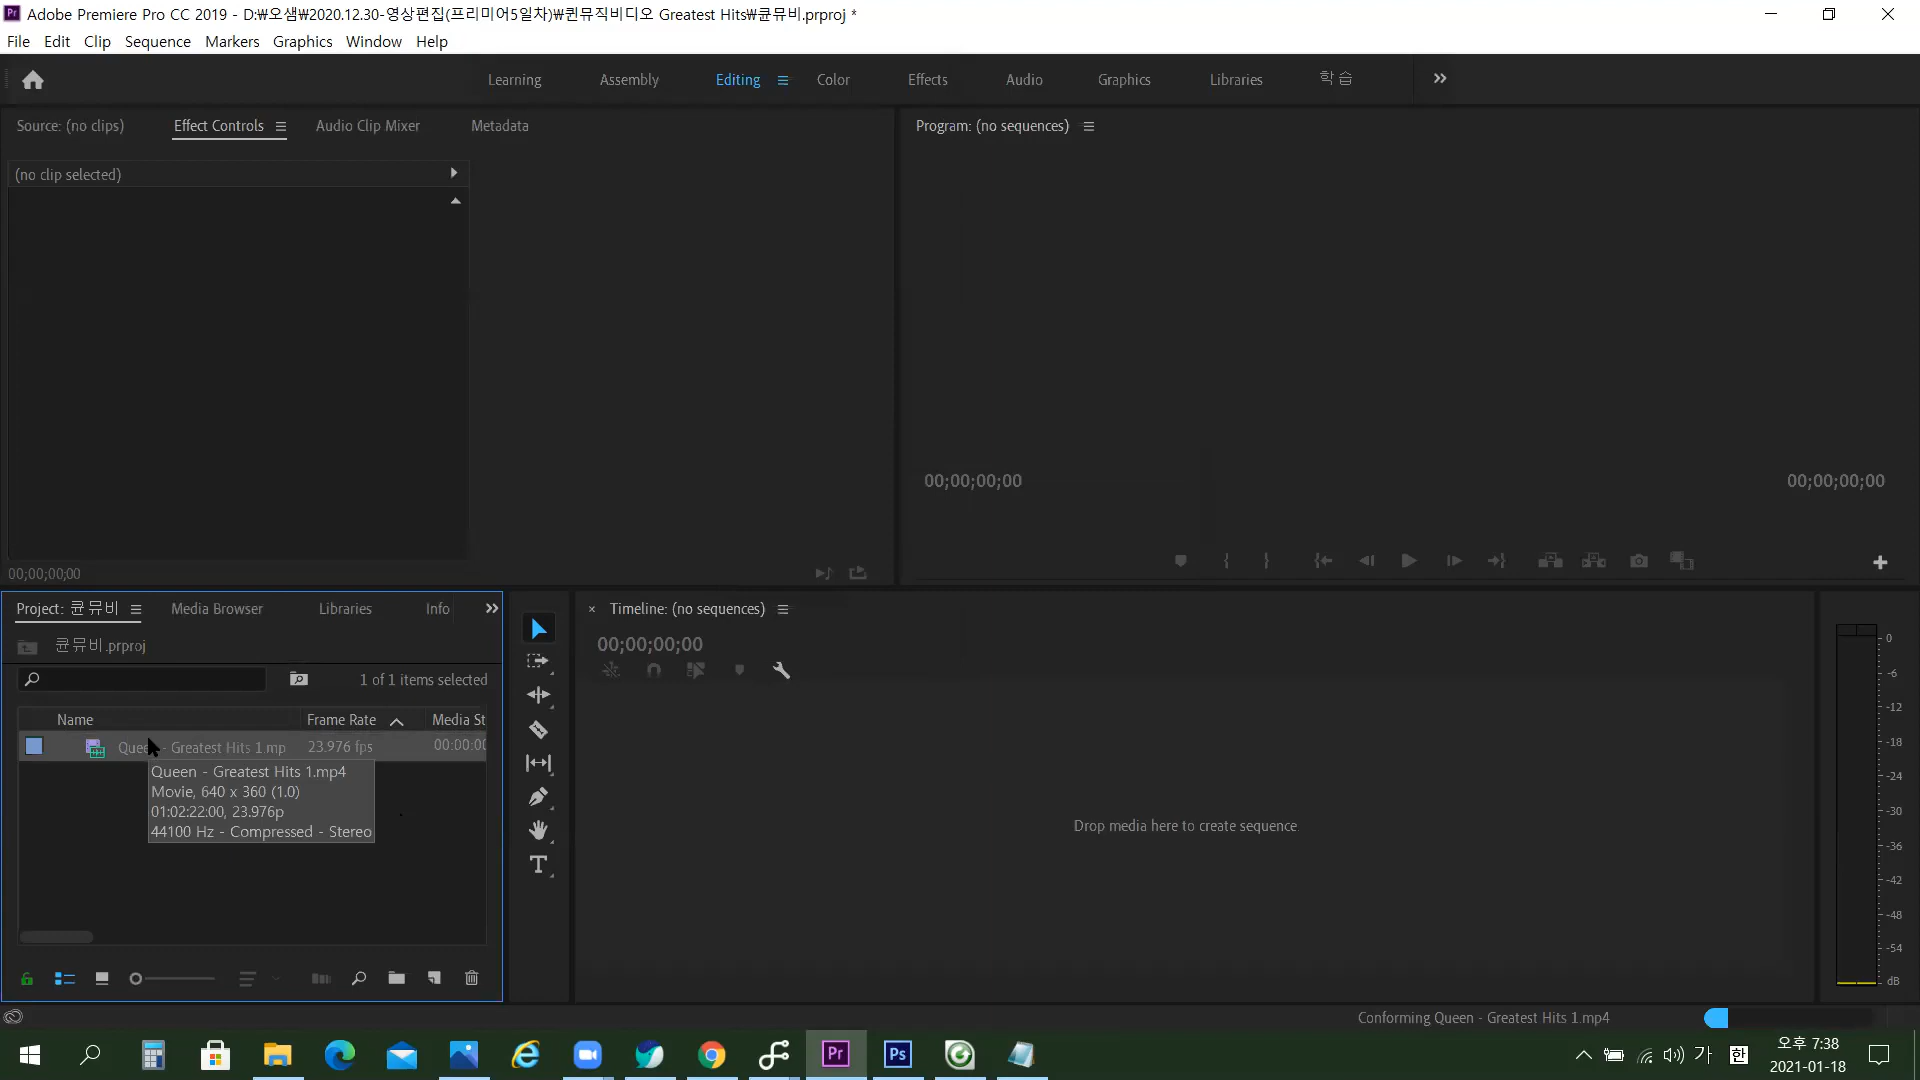 Adobe Premiere Pro CC 2019 - D:₩오샘₩2020.12.30-영상편집(프리미어5일차)₩퀸뮤직비디오 Greatest Hits₩큔뮤비.prproj *
File Edit Clip Sequence Markers Graphics Window Help
Learning Assembly Editing Color Effects Audio Graphics Libraries 학습
Source: (no clips) Effect Controls Audio Clip Mixer Metadata
Program: (no sequences)
(no clip selected)
00;00;00;00 00;00;00;00
00;00;00;00
Project: 큔뮤비 Media Browser Libraries Info
Timeline: (no sequences)
큔뮤비.prproj
00;00;00;00
1 of 1 items selected
Name Frame Rate Media St
Queen - Greatest Hits 1.mp 23.976 fps 00:00:00
Queen - Greatest Hits 1.mp4
Movie, 640 x 360 (1.0)
01:02:22:00, 23.976p
44100 Hz - Compressed - Stereo
Drop media here to create sequence.
0
-6
-12
-18
-24
-30
-36
-42
-48
-54
dB
Conforming Queen - Greatest Hits 1.mp4
Pr Ps 가 한
오후 7:38
2021-01-18